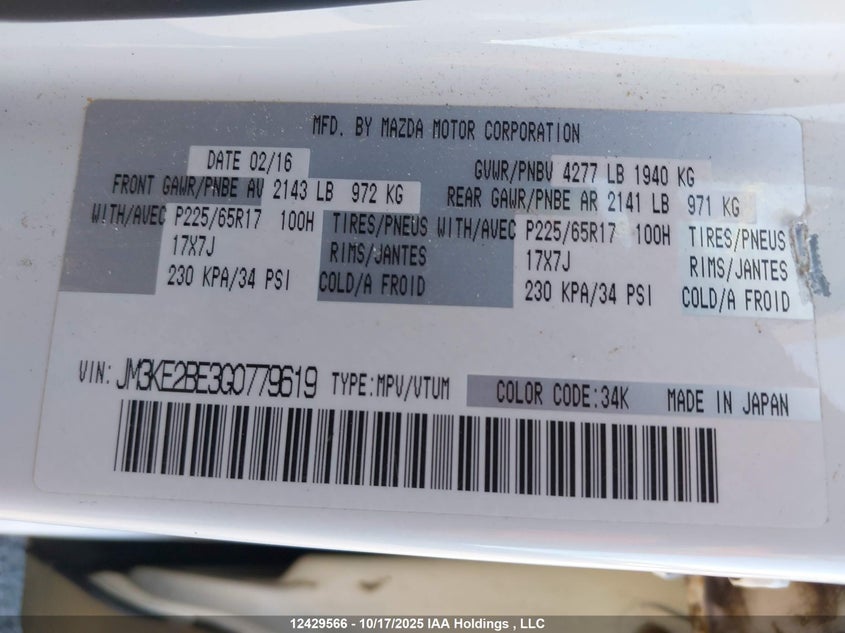 MFD. BY MAZDA MOTOR CORPORATION
DATE 02/16 GVWR/PNBV 4277 LB 1940 KG
FRONT GAWR/PNBE AV 2143 LB 972 KG REAR GAWR/PNBE AR 2141 LB 971 KG
WITH/AVEC P225/65R17 100H TIRES/PNEUS WITH/AVEC P225/65R17 100H TIRES/PNEUS
17X7J RIMS/JANTES 17X7J RIMS/JANTES
230 KPA/34 PSI COLD/A FROID 230 KPA/34 PSI COLD/A FROID
VIN: JM3KE2BE3G0779619 TYPE:MPV/VTUM COLOR CODE:34K MADE IN JAPAN
12429566 - 10/17/2025 IAA Holdings , LLC